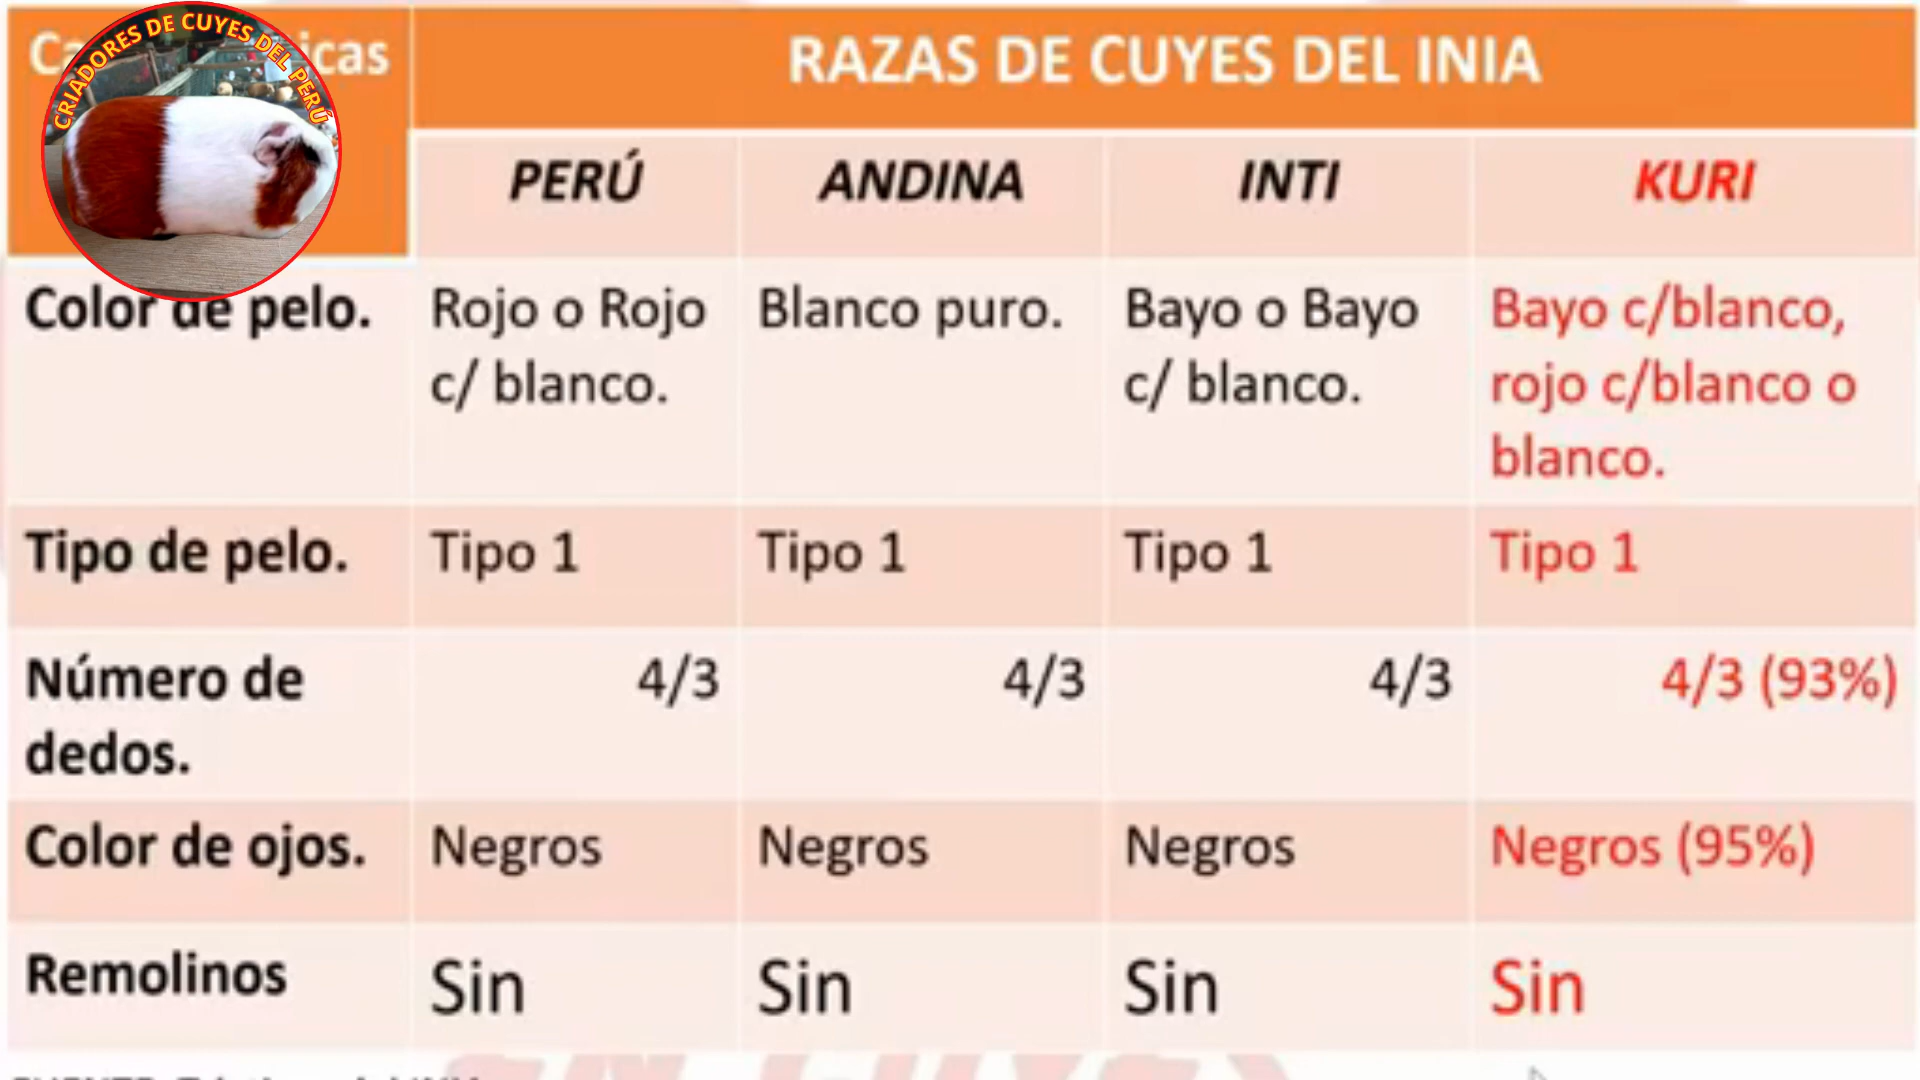 CRIADORES DE CUYES DEL PERÚ
RAZAS DE CUYES DEL INIA
PERÚ ANDINA INTI KURI
Color de pelo. Rojo o Rojo Blanco puro. Bayo o Bayo Bayo c/blanco,
c/ blanco. c/ blanco. rojo c/blanco o
blanco.
Tipo de pelo. Tipo 1 Tipo 1 Tipo 1 Tipo 1
Número de 4/3 4/3 4/3 4/3 (93%)
dedos.
Color de ojos. Negros Negros Negros Negros (95%)
Remolinos Sin Sin Sin Sin